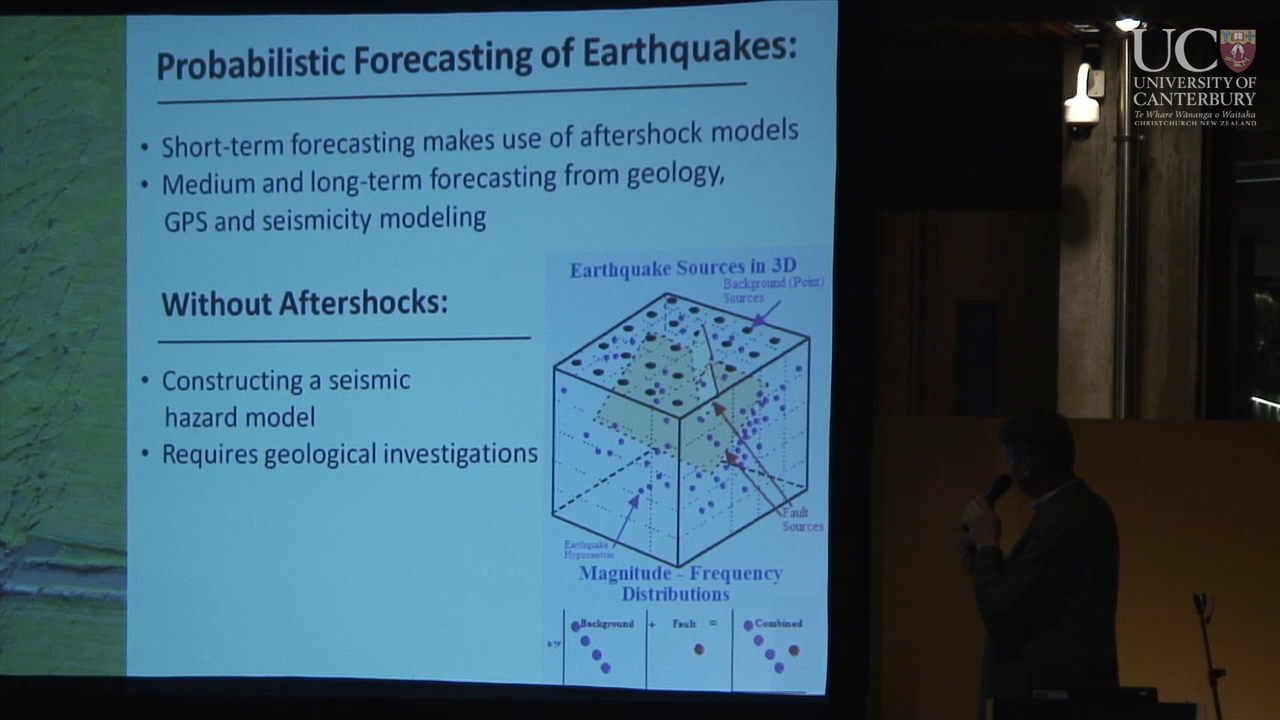 Probabilistic Forecasting of Earthquakes:
• Short-term forecasting makes use of aftershock models
• Medium and long-term forecasting from geology,
GPS and seismicity modeling
Without Aftershocks:
• Constructing a seismic
hazard model
• Requires geological investigations
Earthquake Sources in 3D
Background (Point)
Sources
Fault
Sources
Earthquake
Hypocentres
Magnitude - Frequency
Distributions
Background + Fault = Combined
UC
UNIVERSITY OF
CANTERBURY
Te Whare Wānanga o Waitaha
CHRISTCHURCH NEW ZEALAND